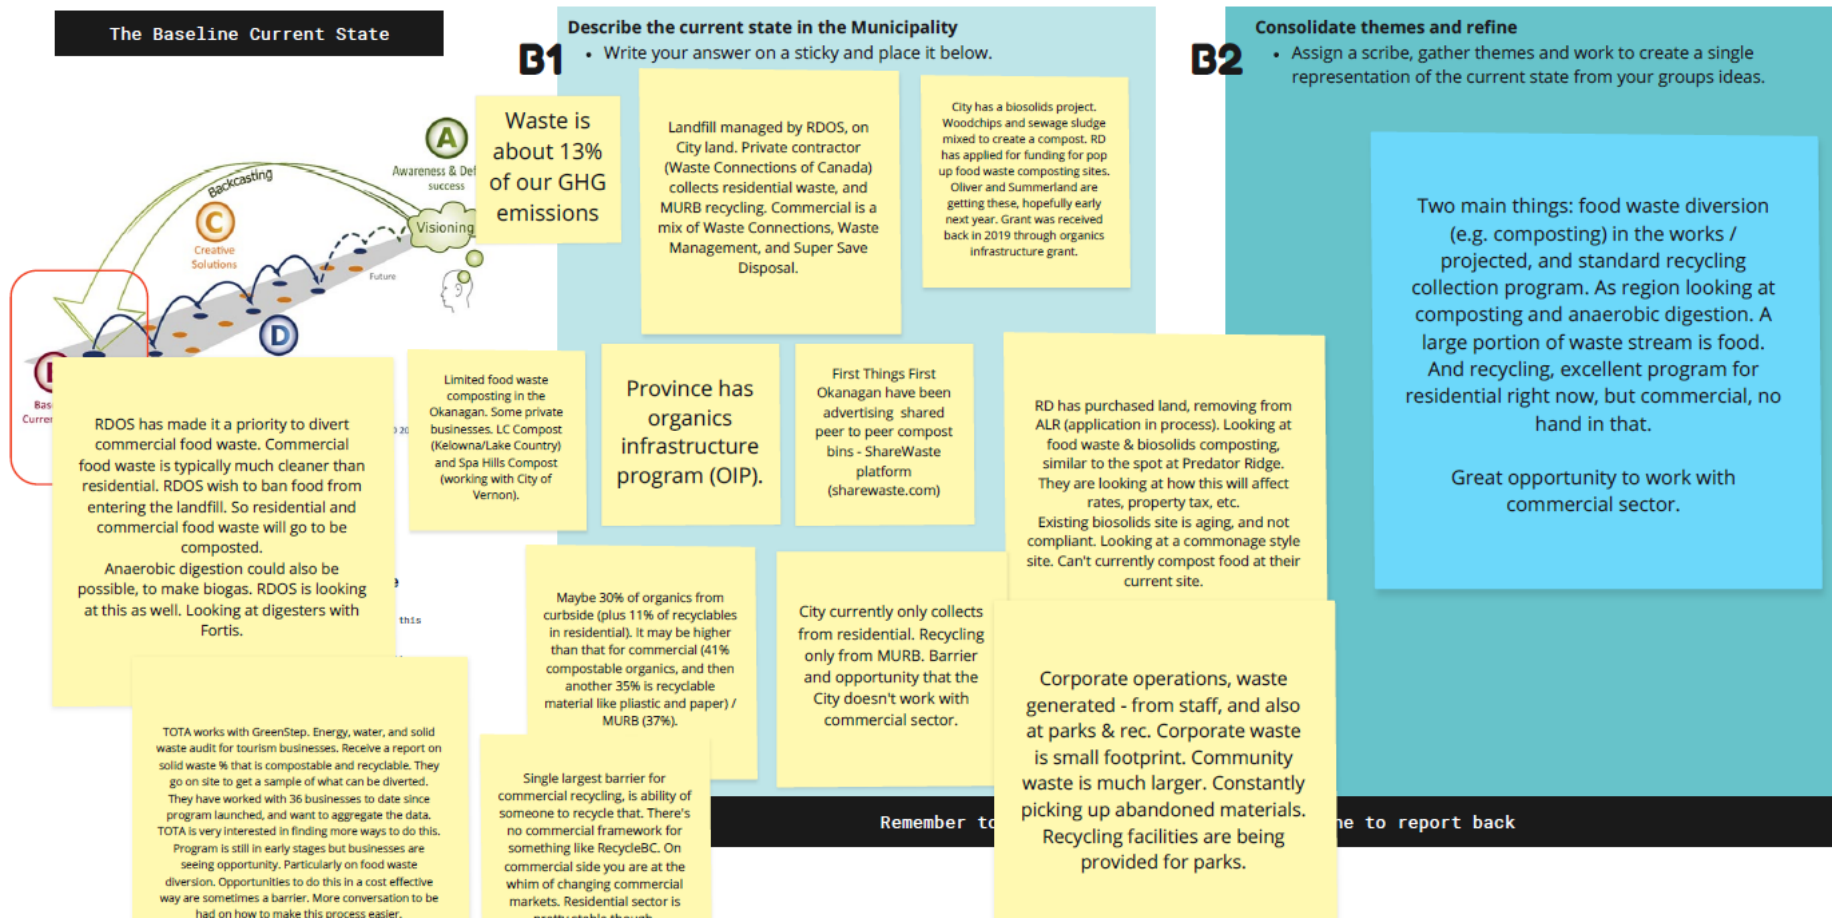 The Baseline Current State
Backcasting
A
Awareness & Def
success
Visioning
C
Creative
Solutions
Future
D
Bas
Curren
this
B1
Describe the current state in the Municipality
• Write your answer on a sticky and place it below.
Waste is
about 13%
of our GHG
emissions
Landfill managed by RDOS, on
City land. Private contractor
(Waste Connections of Canada)
collects residential waste, and
MURB recycling. Commercial is a
mix of Waste Connections, Waste
Management, and Super Save
Disposal.
City has a biosolids project.
Woodchips and sewage sludge
mixed to create a compost. RD
has applied for funding for pop
up food waste composting sites.
Oliver and Summerland are
getting these, hopefully early
next year. Grant was received
back in 2019 through organics
infrastructure grant.
RDOS has made it a priority to divert
commercial food waste. Commercial
food waste is typically much cleaner than
residential. RDOS wish to ban food from
entering the landfill. So residential and
commercial food waste will go to be
composted.
Anaerobic digestion could also be
possible, to make biogas. RDOS is looking
at this as well. Looking at digesters with
Fortis.
Limited food waste
composting in the
Okanagan. Some private
businesses. LC Compost
(Kelowna/Lake Country)
and Spa Hills Compost
(working with City of
Vernon).
Province has
organics
infrastructure
program (OIP).
First Things First
Okanagan have been
advertising shared
peer to peer compost
bins - ShareWaste
platform
(sharewaste.com)
RD has purchased land, removing from
ALR (application in process). Looking at
food waste & biosolids composting,
similar to the spot at Predator Ridge.
They are looking at how this will affect
rates, property tax, etc.
Existing biosolids site is aging, and not
compliant. Looking at a commonage style
site. Can't currently compost food at their
current site.
Maybe 30% of organics from
curbside (plus 11% of recyclables
in residential). It may be higher
than that for commercial (41%
compostable organics, and then
another 35% is recyclable
material like pliastic and paper) /
MURB (37%).
City currently only collects
from residential. Recycling
only from MURB. Barrier
and opportunity that the
City doesn't work with
commercial sector.
Corporate operations, waste
generated - from staff, and also
at parks & rec. Corporate waste
is small footprint. Community
waste is much larger. Constantly
picking up abandoned materials.
Recycling facilities are being
provided for parks.
TOTA works with GreenStep. Energy, water, and solid
waste audit for tourism businesses. Receive a report on
solid waste % that is compostable and recyclable. They
go on site to get a sample of what can be diverted.
They have worked with 36 businesses to date since
program launched, and want to aggregate the data.
TOTA is very interested in finding more ways to do this.
Program is still in early stages but businesses are
seeing opportunity. Particularly on food waste
diversion. Opportunities to do this in a cost effective
way are sometimes a barrier. More conversation to be
had on how to make this process easier.
Single largest barrier for
commercial recycling, is ability of
someone to recycle that. There's
no commercial framework for
something like RecycleBC. On
commercial side you are at the
whim of changing commercial
markets. Residential sector is
pretty stable though
Remember to
ne to report back
B2
Consolidate themes and refine
• Assign a scribe, gather themes and work to create a single
representation of the current state from your groups ideas.
Two main things: food waste diversion
(e.g. composting) in the works /
projected, and standard recycling
collection program. As region looking at
composting and anaerobic digestion. A
large portion of waste stream is food.
And recycling, excellent program for
residential right now, but commercial, no
hand in that.
Great opportunity to work with
commercial sector.